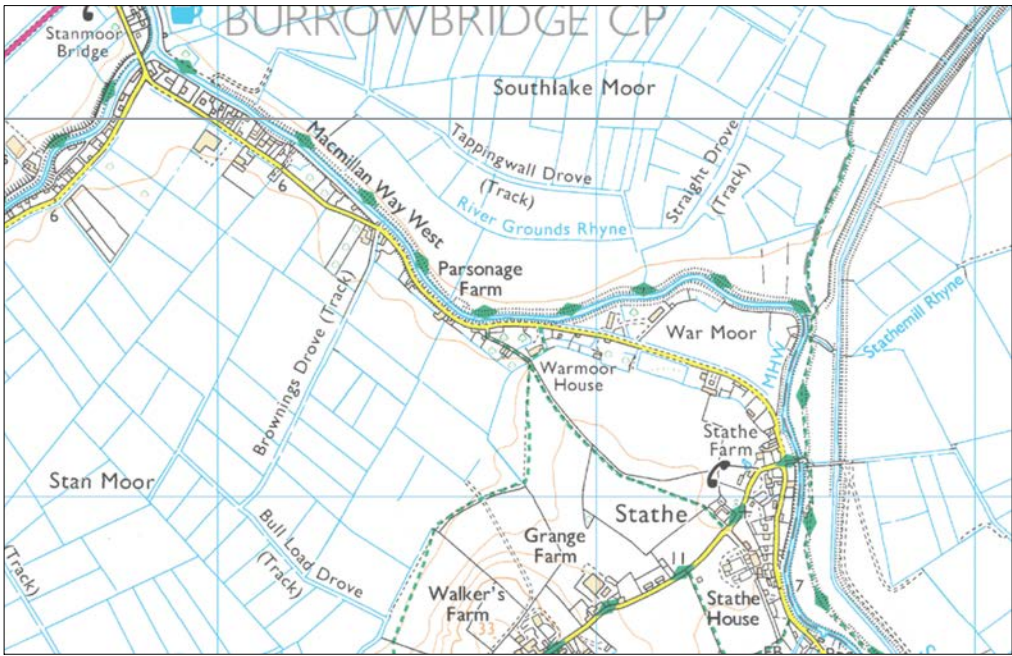 BURROWBRIDGE CP
Stanmoor
Bridge
Southlake Moor
Macmillan Way West
Tappingwall Drove
(Track)
Straight Drove
(Track)
6
6
River Grounds Rhyne
Parsonage
Farm
Brownings Drove (Track)
War Moor
MHW
Stathemill Rhyne
Warmoor
House
Stathe
Farm
Stan Moor
Bull Load Drove
(Track)
(Track)
Stathe
Grange
Farm
11
Walker's
Farm
33
Stathe
House
7
FB